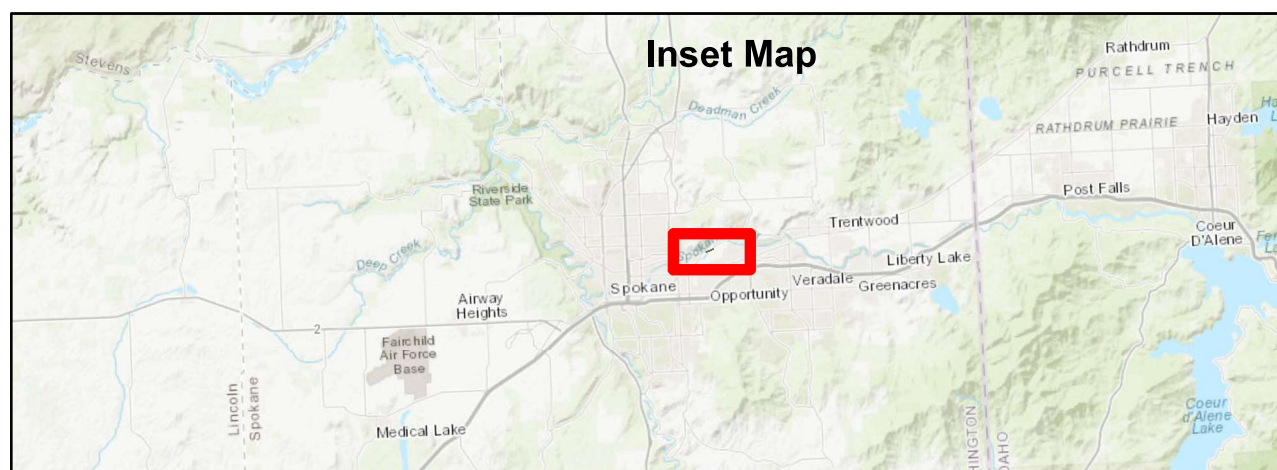 Inset Map
Stevens
Rathdrum
PURCELL TRENCH
Deadman Creek
Hayden
RATHDRUM PRAIRIE
Riverside
State Park
Post Falls
Trentwood
Coeur
D'Alene
Deep Creek
Liberty Lake
Veradale
Greenacres
Spokane
Opportunity
Airway
Heights
2
Fairchild
Air Force
Base
Lincoln
Spokane
Medical Lake
Coeur
d'Alene
Lake